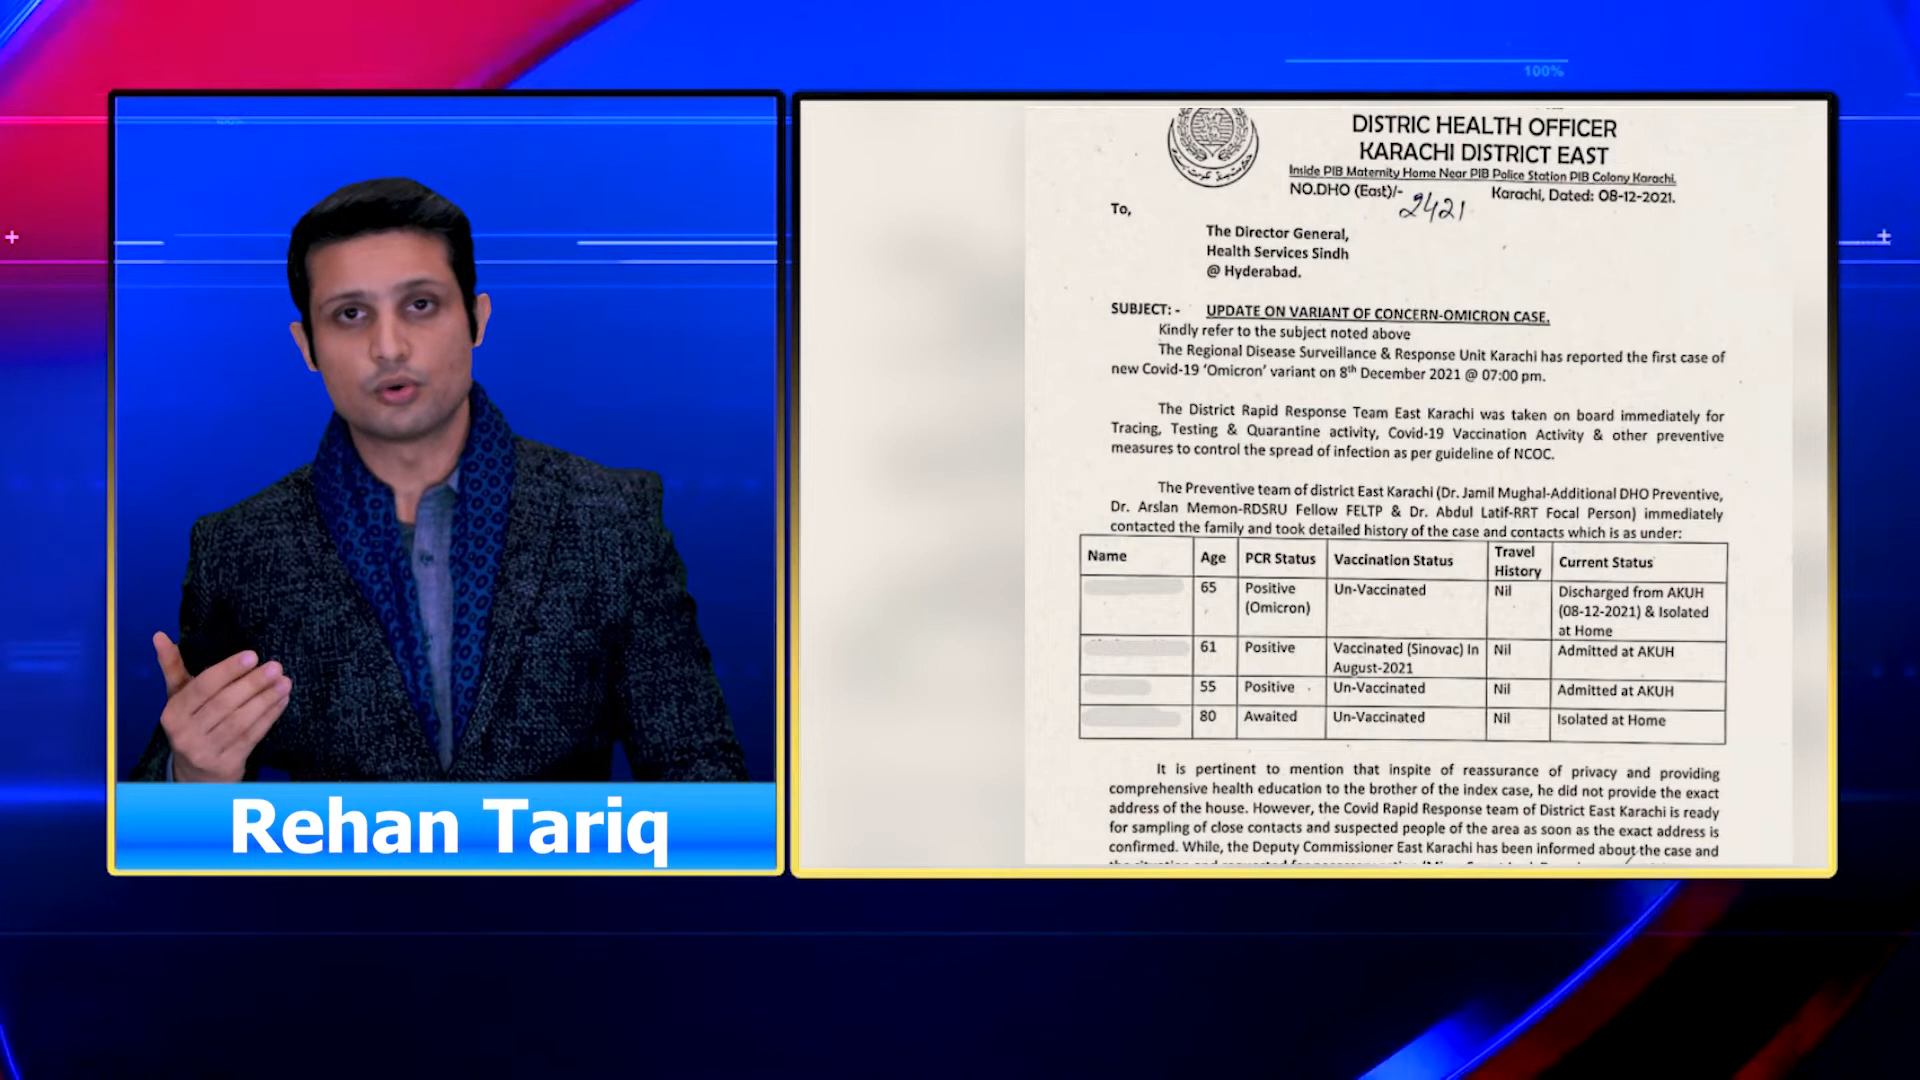 100%
DISTRIC HEALTH OFFICER
KARACHI DISTRICT EAST
Inside PIB Maternity Home Near PIB Police Station PIB Colony Karachi.
NO.DHO (East)/- 2421 Karachi, Dated: 08-12-2021.
To,
The Director General,
Health Services Sindh
@ Hyderabad.
SUBJECT: - UPDATE ON VARIANT OF CONCERN-OMICRON CASE.
Kindly refer to the subject noted above
The Regional Disease Surveillance & Response Unit Karachi has reported the first case of
new Covid-19 ‘Omicron’ variant on 8th December 2021 @ 07:00 pm.
The District Rapid Response Team East Karachi was taken on board immediately for
Tracing, Testing & Quarantine activity, Covid-19 Vaccination Activity & other preventive
measures to control the spread of infection as per guideline of NCOC.
The Preventive team of district East Karachi (Dr. Jamil Mughal-Additional DHO Preventive,
Dr. Arslan Memon-RDSRU Fellow FELTP & Dr. Abdul Latif-RRT Focal Person) immediately
contacted the family and took detailed history of the case and contacts which is as under:
Name Age PCR Status Vaccination Status Travel History Current Status
65 Positive (Omicron) Un-Vaccinated Nil Discharged from AKUH (08-12-2021) & Isolated at Home
61 Positive Vaccinated (Sinovac) In August-2021 Nil Admitted at AKUH
55 Positive Un-Vaccinated Nil Admitted at AKUH
80 Awaited Un-Vaccinated Nil Isolated at Home
It is pertinent to mention that inspite of reassurance of privacy and providing
comprehensive health education to the brother of the index case, he did not provide the exact
address of the house. However, the Covid Rapid Response team of District East Karachi is ready
for sampling of close contacts and suspected people of the area as soon as the exact address is
confirmed. While, the Deputy Commissioner East Karachi has been informed about the case and
Rehan Tariq